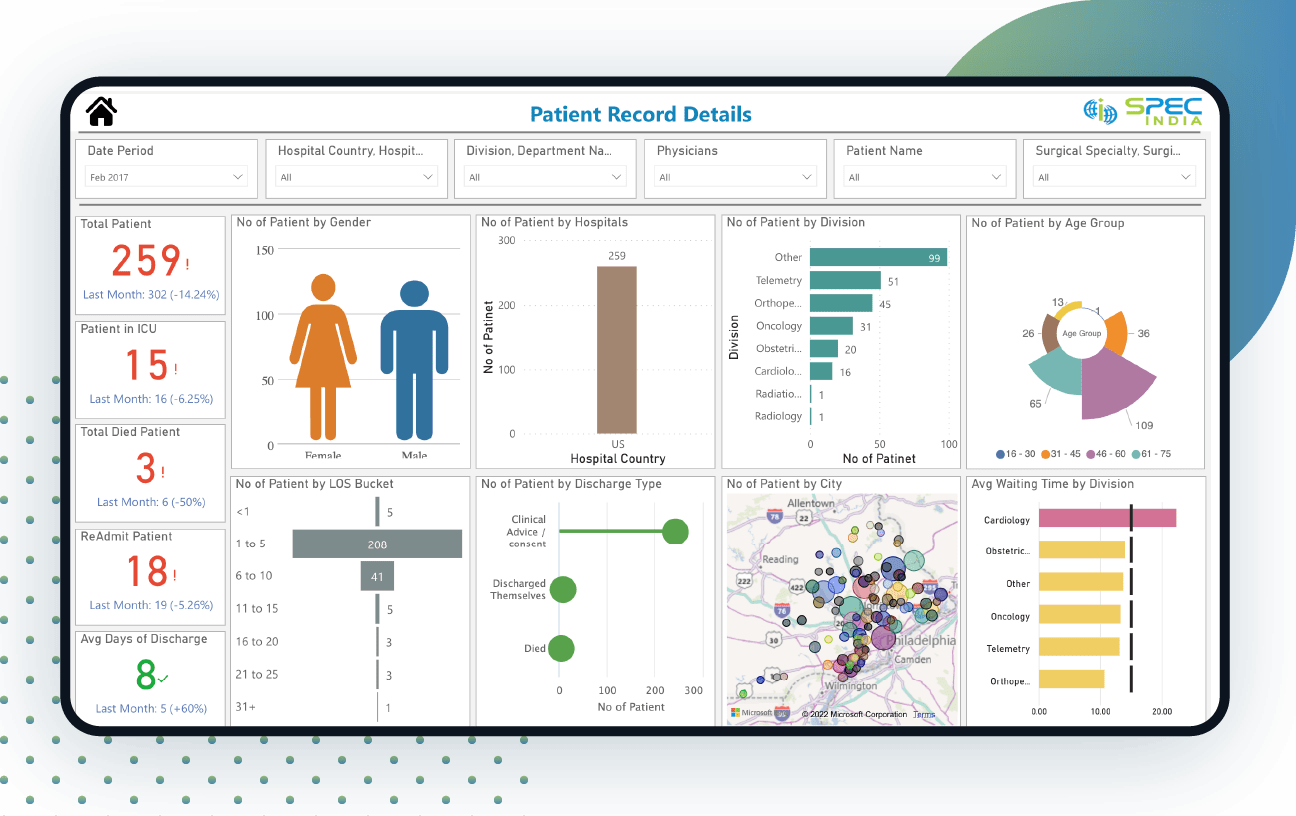 Patient Record Details
SPEC
INDIA
Date Period
Feb 2017
Hospital Country, Hospit...
All
Division, Department Na...
All
Physicians
All
Patient Name
All
Surgical Specialty, Surgi...
All
Total Patient
259!
Last Month: 302 (-14.24%)
Patient in ICU
15!
Last Month: 16 (-6.25%)
Total Died Patient
3!
Last Month: 6 (-50%)
ReAdmit Patient
18!
Last Month: 19 (-5.26%)
Avg Days of Discharge
8
Last Month: 5 (+60%)
No of Patient by Gender
150
100
50
0
Female Male
No of Patient by Hospitals
No of Patinet
300
200
100
0
259
US
Hospital Country
No of Patient by Division
Division
Other 99
Telemetry 51
Orthope... 45
Oncology 31
Obstetri... 20
Cardiolo... 16
Radiatio... 1
Radiology 1
0 50 100
No of Patinet
No of Patient by Age Group
13
1
26
Age Group
36
65
109
16 - 30 31 - 45 46 - 60 61 - 75
No of Patient by LOS Bucket
<1 5
1 to 5 200
6 to 10 41
11 to 15 5
16 to 20 3
21 to 25 3
31+ 1
No of Patient by Discharge Type
Clinical
Advice /
consent
Discharged
Themselves
Died
0 100 200 300
No of Patient
No of Patient by City
Allentown
78
22
Reading
222
422
76
30
20
Philadelphia
Camden
Wilmington
Microsoft
© 2022 Microsoft Corporation Terms
Avg Waiting Time by Division
Cardiology
Obstetric...
Other
Oncology
Telemetry
Orthope...
0.00 10.00 20.00